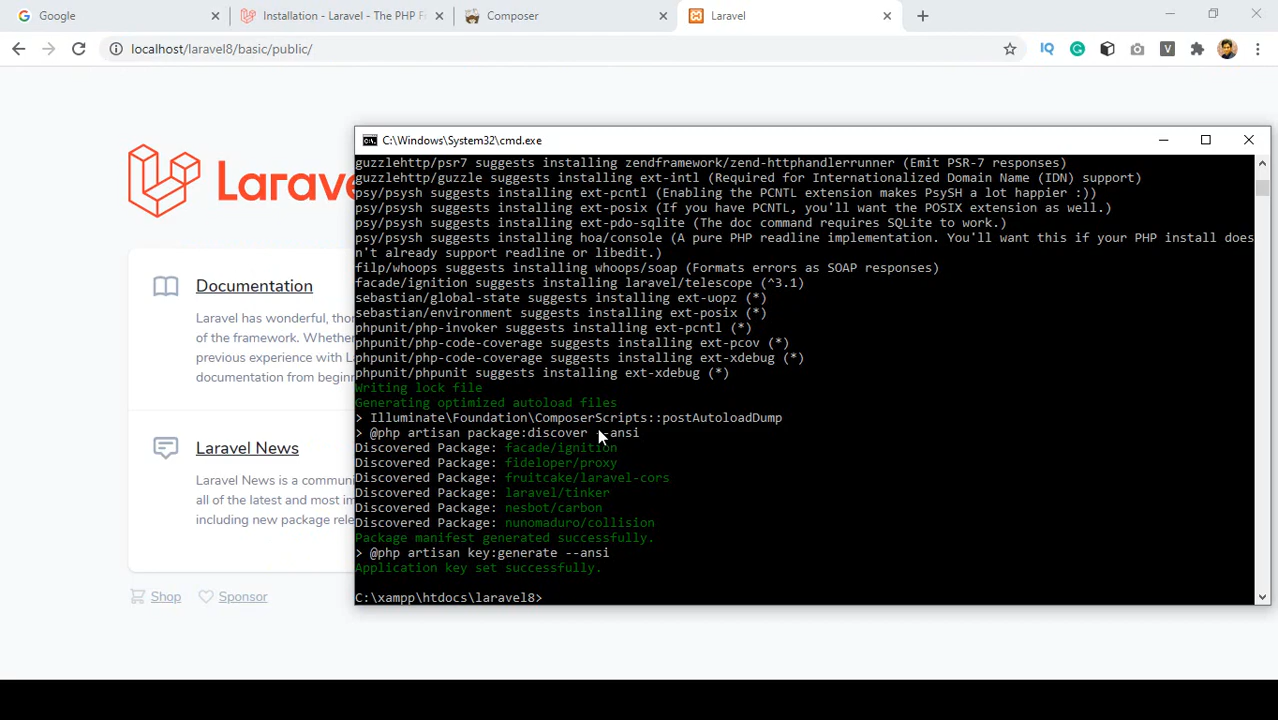 Google
Installation - Laravel - The PHP F
Composer
Laravel
localhost/laravel8/basic/public/
IQ
V
Larave
Documentation
Laravel has wonderful, tho
of the framework. Whethe
previous experience with L
documentation from beginn
Laravel News
Laravel News is a commun
all of the latest and most im
including new package rele
Shop
Sponsor
C:\Windows\System32\cmd.exe
guzzlehttp/psr7 suggests installing zendframework/zend-httphandlerrunner (Emit PSR-7 responses)
guzzlehttp/guzzle suggests installing ext-intl (Required for Internationalized Domain Name (IDN) support)
psy/psysh suggests installing ext-pcntl (Enabling the PCNTL extension makes PsySH a lot happier :))
psy/psysh suggests installing ext-posix (If you have PCNTL, you'll want the POSIX extension as well.)
psy/psysh suggests installing ext-pdo-sqlite (The doc command requires SQLite to work.)
psy/psysh suggests installing hoa/console (A pure PHP readline implementation. You'll want this if your PHP install does
n't already support readline or libedit.)
filp/whoops suggests installing whoops/soap (Formats errors as SOAP responses)
facade/ignition suggests installing laravel/telescope (^3.1)
sebastian/global-state suggests installing ext-uopz (*)
sebastian/environment suggests installing ext-posix (*)
phpunit/php-invoker suggests installing ext-pcntl (*)
phpunit/php-code-coverage suggests installing ext-pcov (*)
phpunit/php-code-coverage suggests installing ext-xdebug (*)
phpunit/phpunit suggests installing ext-xdebug (*)
Writing lock file
Generating optimized autoload files
> Illuminate\Foundation\ComposerScripts::postAutoloadDump
> @php artisan package:discover --ansi
Discovered Package: facade/ignition
Discovered Package: fideloper/proxy
Discovered Package: fruitcake/laravel-cors
Discovered Package: laravel/tinker
Discovered Package: nesbot/carbon
Discovered Package: nunomaduro/collision
Package manifest generated successfully.
> @php artisan key:generate --ansi
Application key set successfully.
C:\xampp\htdocs\laravel8>